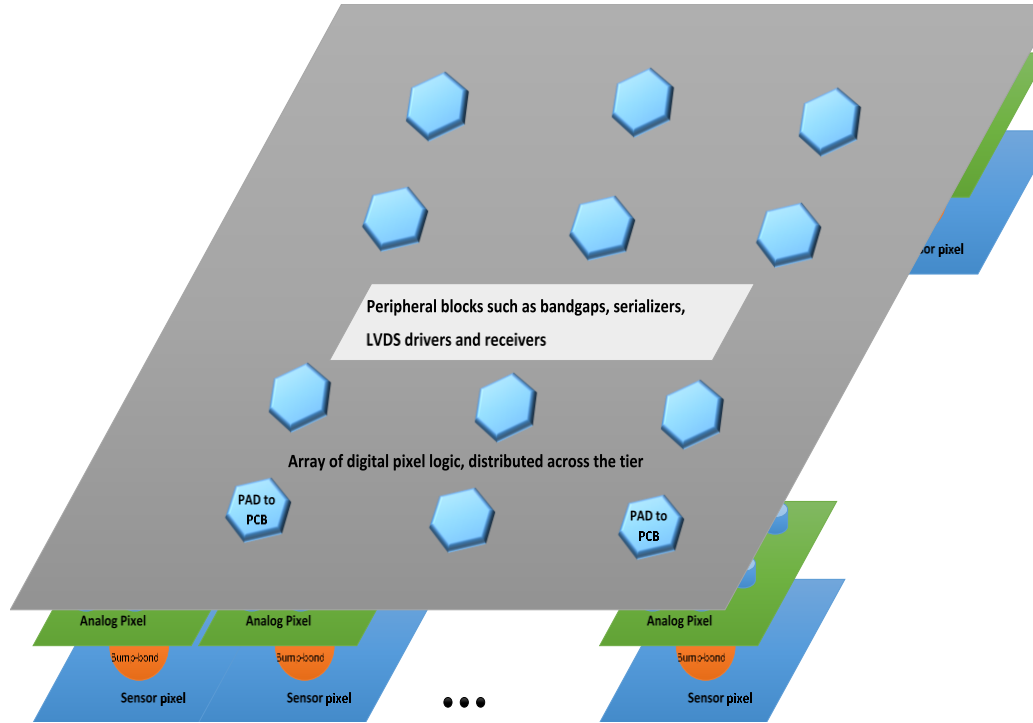 sor pixel
Peripheral blocks such as bandgaps, serializers,
LVDS drivers and receivers
Array of digital pixel logic, distributed across the tier
PAD to
PCB
PAD to
PCB
Analog Pixel
Analog Pixel
Analog Pixel
Bump-bond
Bump-bond
Bump-bond
Sensor pixel
Sensor pixel
Sensor pixel